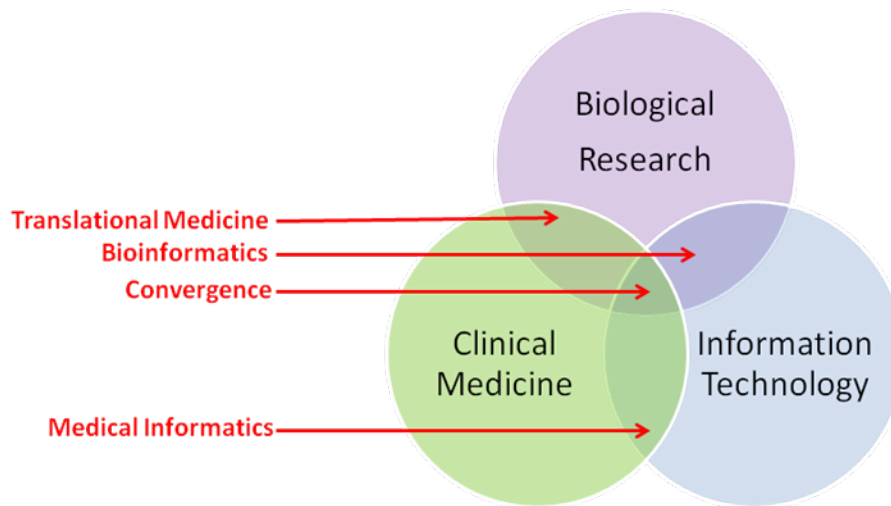 Biological
Research
Translational Medicine
Bioinformatics
Convergence
Clinical
Medicine
Information
Technology
Medical Informatics